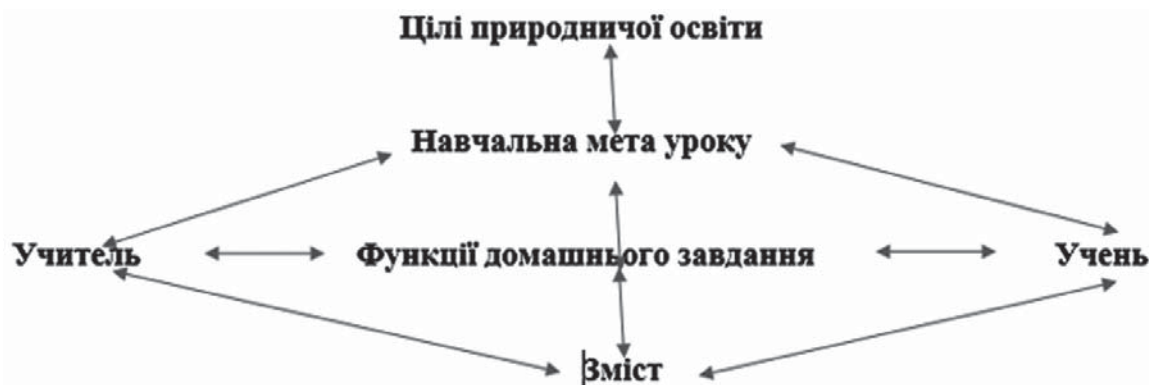 Цілі природничої освіти
Навчальна мета уроку
Учитель Функції домашнього завдання Учень
Зміст